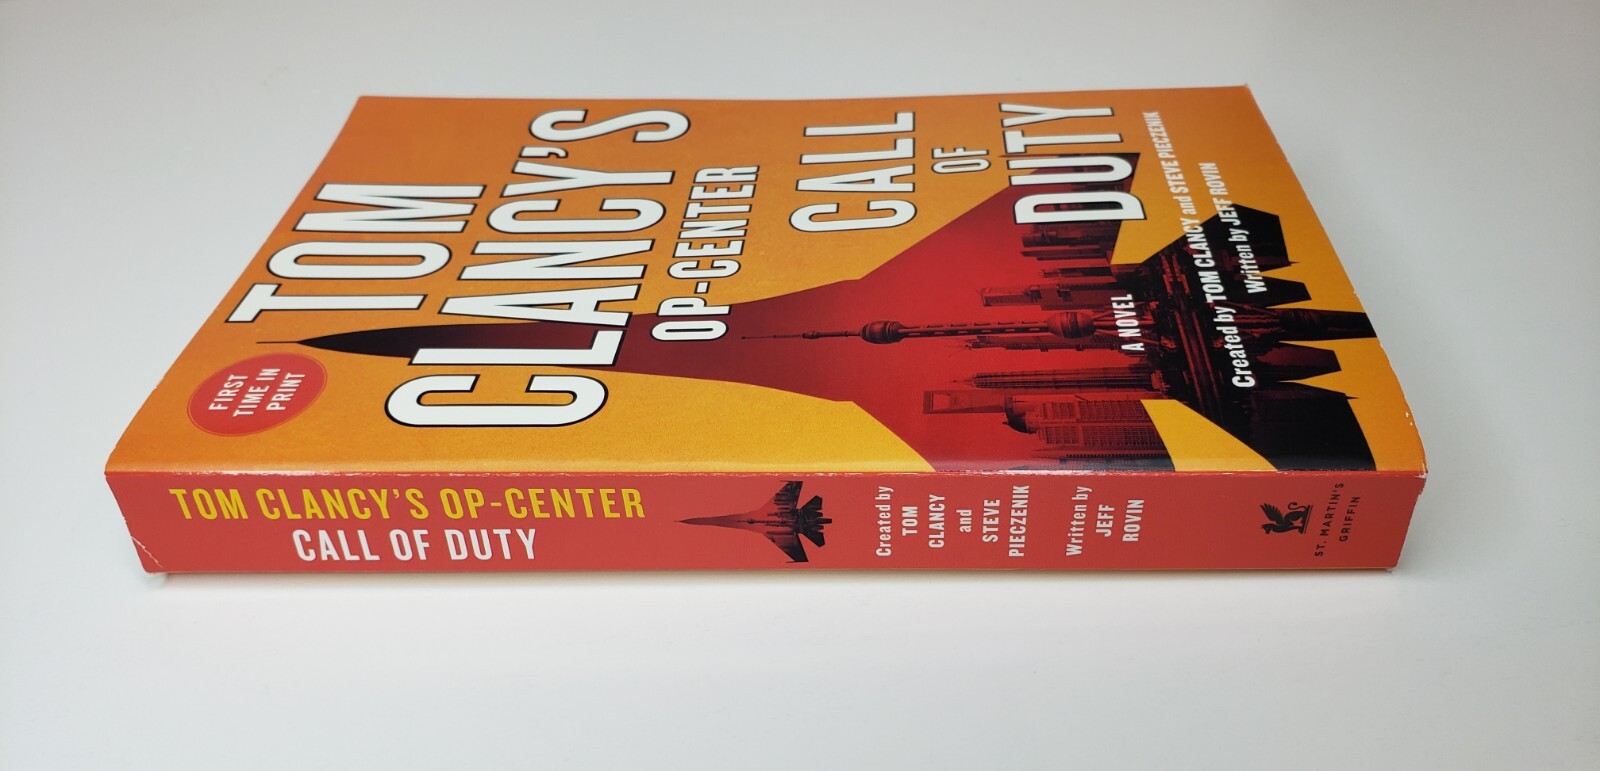 TOM
CLANCY'S
OP-CENTER
CALL
OF
DUTY
A NOVEL
Created by TOM CLANCY and STEVE PIECZENIK
Written by JEFF ROVIN
FIRST
TIME IN
PRINT
TOM CLANCY'S OP-CENTER
CALL OF DUTY
Created by
TOM
CLANCY
and
STEVE
PIECZENIK
Written by
JEFF
ROVIN
ST. MARTIN'S
GRIFFIN